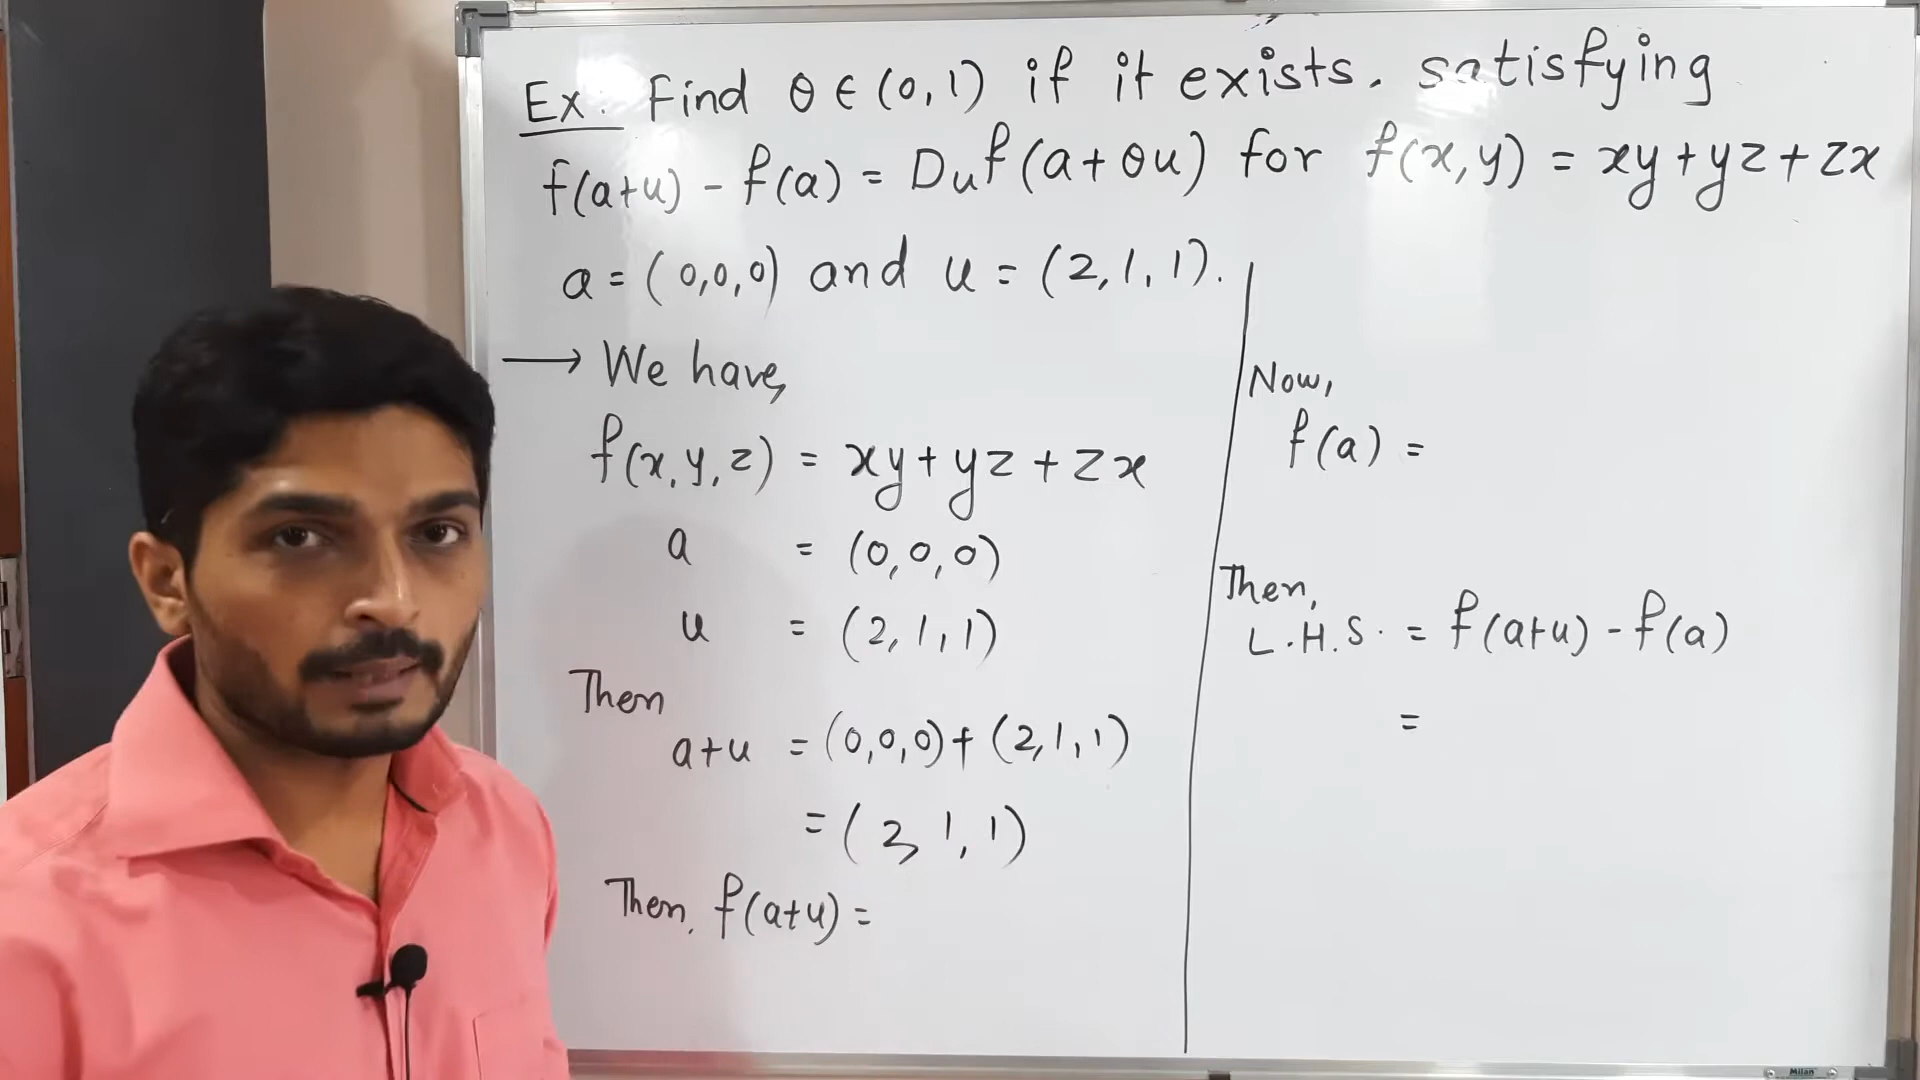 Ex. Find θ ∈ (0,1) if it exists. satisfying
f(a+u) - f(a) = Duf(a+θu) for f(x,y) = xy+yz+zx
a = (0,0,0) and u = (2,1,1).
→ We have,
f(x,y,z) = xy+yz+zx
a = (0,0,0)
u = (2,1,1)
Then
a+u = (0,0,0)+(2,1,1)
= (2,1,1)
Then, f(a+u) =
Now,
f(a) =
Then,
L.H.S. = f(a+u) - f(a)
=
Milan